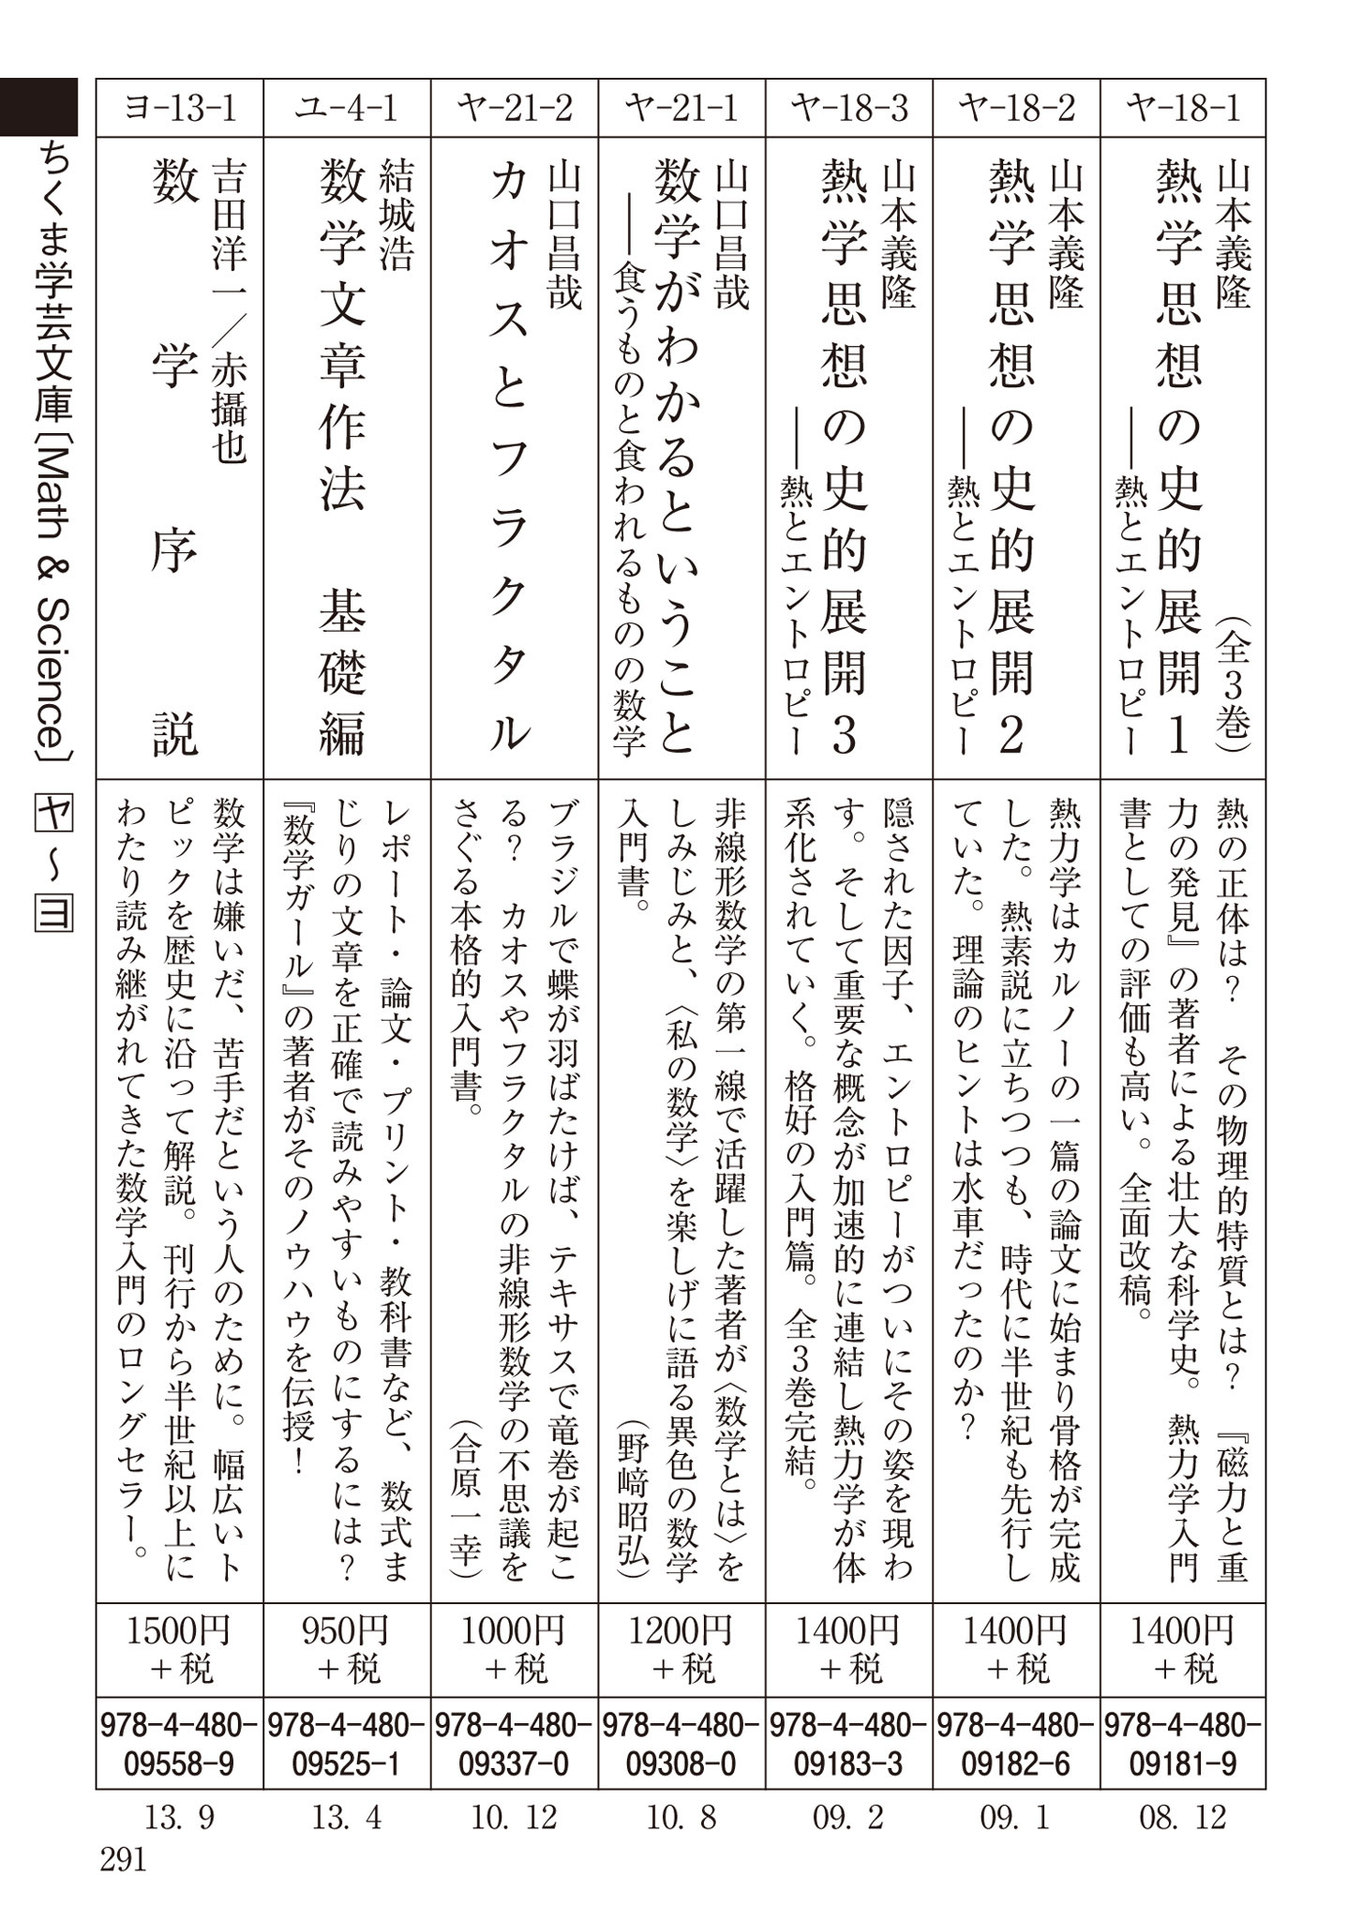 ヤ-18-1
山本義隆 (全3巻)
熱学思想の史的展開1
――熱とエントロピー
熱の正体は? その物理的特質とは? 『磁力と重
力の発見』の著者による壮大な科学史。熱力学入門
書としての評価も高い。全面改稿。
1400円
+税
978-4-480-
09181-9
08. 12
ヤ-18-2
山本義隆
熱学思想の史的展開2
――熱とエントロピー
熱力学はカルノーの一篇の論文に始まり骨格が完成
した。熱素説に立ちつつも、時代に半世紀も先行し
ていた。理論のヒントは水車だったのか?
1400円
+税
978-4-480-
09182-6
09. 1
ヤ-18-3
山本義隆
熱学思想の史的展開3
――熱とエントロピー
隠された因子、エントロピーがついにその姿を現わ
す。そして重要な概念が加速的に連結し熱力学が体
系化されていく。格好の入門篇。全3巻完結。
1400円
+税
978-4-480-
09183-3
09. 2
ヤ-21-1
山口昌哉
数学がわかるということ
――食うものと食われるものの数学
非線形数学の第一線で活躍した著者が〈数学とは〉を
しみじみと、〈私の数学〉を楽しげに語る異色の数学
入門書。 (野﨑昭弘)
1200円
+税
978-4-480-
09308-0
10. 8
ヤ-21-2
山口昌哉
カオスとフラクタル
ブラジルで蝶が羽ばたけば、テキサスで竜巻が起こ
る? カオスやフラクタルの非線形数学の不思議を
さぐる本格的入門書。 (合原一幸)
1000円
+税
978-4-480-
09337-0
10. 12
ユ-4-1
結城浩
数学文章作法 基礎編
レポート・論文・プリント・教科書など、数式ま
じりの文章を正確で読みやすいものにするには?
『数学ガール』の著者がそのノウハウを伝授!
950円
+税
978-4-480-
09525-1
13. 4
ヨ-13-1
吉田洋一/赤攝也
数学序説
数学は嫌いだ、苦手だという人のために。幅広いト
ピックを歴史に沿って解説。刊行から半世紀以上に
わたり読み継がれてきた数学入門のロングセラー。
1500円
+税
978-4-480-
09558-9
13. 9
ちくま学芸文庫〔Math & Science〕 ヤ〜ヨ
291